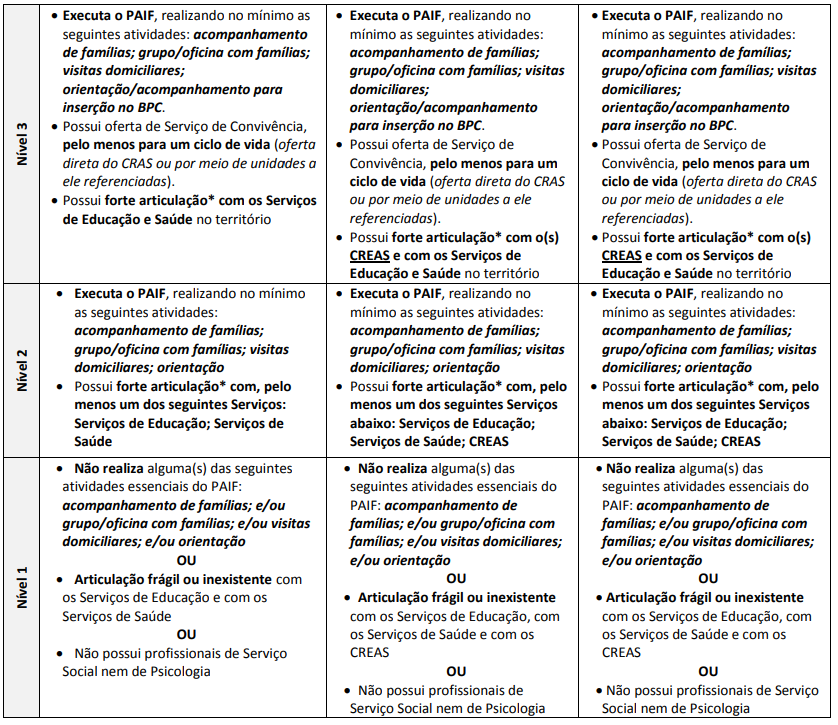 Nível 3
• Executa o PAIF, realizando no mínimo as
seguintes atividades: acompanhamento
de famílias; grupo/oficina com famílias;
visitas domiciliares;
orientação/acompanhamento para
inserção no BPC.
• Possui oferta de Serviço de Convivência,
pelo menos para um ciclo de vida (oferta
direta do CRAS ou por meio de unidades a
ele referenciadas).
• Possui forte articulação* com os Serviços
de Educação e Saúde no território
• Executa o PAIF, realizando no
mínimo as seguintes atividades:
acompanhamento de famílias;
grupo/oficina com famílias; visitas
domiciliares;
orientação/acompanhamento
para inserção no BPC.
• Possui oferta de Serviço de
Convivência, pelo menos para um
ciclo de vida (oferta direta do CRAS
ou por meio de unidades a ele
referenciadas).
• Possui forte articulação* com o(s)
CREAS e com os Serviços de
Educação e Saúde no território
• Executa o PAIF, realizando no
mínimo as seguintes atividades:
acompanhamento de famílias;
grupo/oficina com famílias; visitas
domiciliares;
orientação/acompanhamento
para inserção no BPC.
• Possui oferta de Serviço de
Convivência, pelo menos para um
ciclo de vida (oferta direta do CRAS
ou por meio de unidades a ele
referenciadas).
• Possui forte articulação* com o(s)
CREAS e com os Serviços de
Educação e Saúde no território
Nível 2
• Executa o PAIF, realizando no mínimo
as seguintes atividades:
acompanhamento de famílias;
grupo/oficina com famílias; visitas
domiciliares; orientação
• Possui forte articulação* com, pelo
menos um dos seguintes Serviços:
Serviços de Educação; Serviços de
Saúde
• Executa o PAIF, realizando no
mínimo as seguintes atividades:
acompanhamento de famílias;
grupo/oficina com famílias; visitas
domiciliares; orientação
• Possui forte articulação* com, pelo
menos um dos seguintes Serviços
abaixo: Serviços de Educação;
Serviços de Saúde; CREAS
• Executa o PAIF, realizando no
mínimo as seguintes atividades:
acompanhamento de famílias;
grupo/oficina com famílias; visitas
domiciliares; orientação
• Possui forte articulação* com, pelo
menos um dos seguintes Serviços
abaixo: Serviços de Educação;
Serviços de Saúde; CREAS
Nível 1
• Não realiza alguma(s) das seguintes
atividades essenciais do PAIF:
acompanhamento de famílias; e/ou
grupo/oficina com famílias; e/ou visitas
domiciliares; e/ou orientação
OU
• Articulação frágil ou inexistente com
os Serviços de Educação e com os
Serviços de Saúde
OU
• Não possui profissionais de Serviço
Social nem de Psicologia
• Não realiza alguma(s) das
seguintes atividades essenciais do
PAIF: acompanhamento de
famílias; e/ou grupo/oficina com
famílias; e/ou visitas domiciliares;
e/ou orientação
OU
• Articulação frágil ou inexistente
com os Serviços de Educação, com
os Serviços de Saúde e com os
CREAS
OU
• Não possui profissionais de
Serviço Social nem de Psicologia
• Não realiza alguma(s) das
seguintes atividades essenciais do
PAIF: acompanhamento de
famílias; e/ou grupo/oficina com
famílias; e/ou visitas domiciliares;
e/ou orientação
OU
• Articulação frágil ou inexistente
com os Serviços de Educação, com
os Serviços de Saúde e com os
CREAS
OU
• Não possui profissionais de Serviço
Social nem de Psicologia